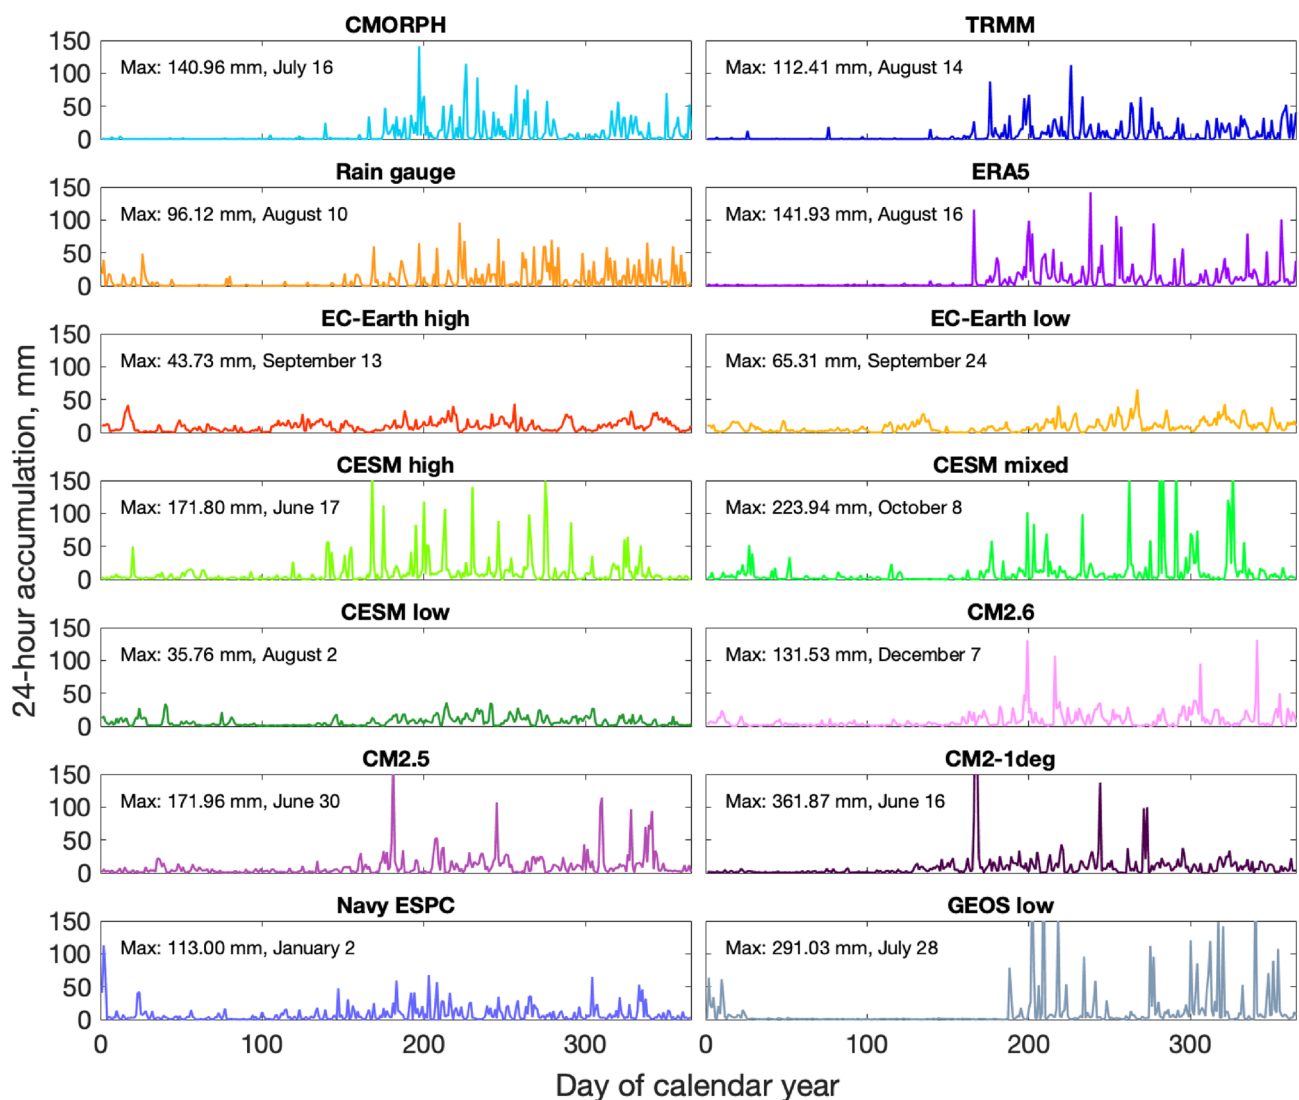 CMORPH
TRMM
150
100
50
0
Max: 140.96 mm, July 16
Max: 112.41 mm, August 14
Rain gauge
ERA5
150
100
50
0
Max: 96.12 mm, August 10
Max: 141.93 mm, August 16
EC-Earth high
EC-Earth low
150
100
50
0
Max: 43.73 mm, September 13
Max: 65.31 mm, September 24
24-hour accumulation, mm
CESM high
CESM mixed
150
100
50
0
Max: 171.80 mm, June 17
Max: 223.94 mm, October 8
CESM low
CM2.6
150
100
50
0
Max: 35.76 mm, August 2
Max: 131.53 mm, December 7
CM2.5
CM2-1deg
150
100
50
0
Max: 171.96 mm, June 30
Max: 361.87 mm, June 16
Navy ESPC
GEOS low
150
100
50
0
Max: 113.00 mm, January 2
Max: 291.03 mm, July 28
0 100 200 300
0 100 200 300
Day of calendar year